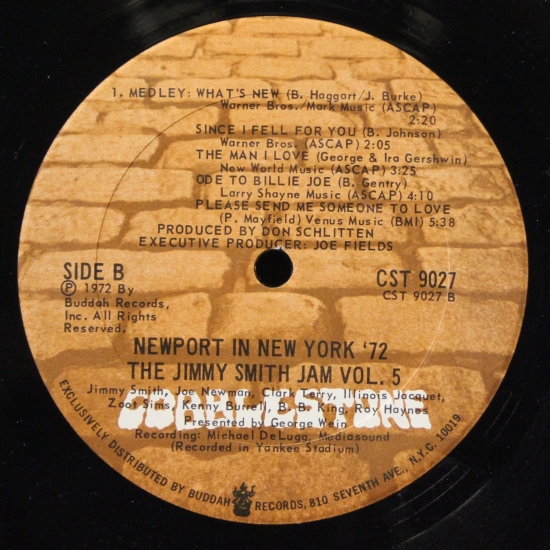 1. MEDLEY: WHAT'S NEW (B. Haggart/J. Burke)
Warner Bros./Mark Music (ASCAP)
2:20
SINCE I FELL FOR YOU (B. Johnson)
Warner Bros. (ASCAP) 2:05
THE MAN I LOVE (George & Ira Gershwin)
New World Music (ASCAP) 3:25
ODE TO BILLIE JOE (B. Gentry)
Larry Shayne Music (ASCAP) 4:10
PLEASE SEND ME SOMEONE TO LOVE
(P. Mayfield) Venus Music (BMI) 5:38
PRODUCED BY DON SCHLITTEN
EXECUTIVE PRODUCER: JOE FIELDS
SIDE B
℗ 1972 By
Buddah Records,
Inc. All Rights
Reserved.
CST 9027
CST 9027 B
NEWPORT IN NEW YORK '72
THE JIMMY SMITH JAM VOL. 5
Jimmy Smith, Joe Newman, Clark Terry, Illinois Jacquet,
Zoot Sims, Kenny Burrell, B. B. King, Roy Haynes
COBBLESTONE
Presented by George Wein
Recording: Michael DeLugg, Mediasound
(Recorded in Yankee Stadium)
EXCLUSIVELY DISTRIBUTED BY BUDDAH RECORDS, 810 SEVENTH AVE., N.Y.C. 10019